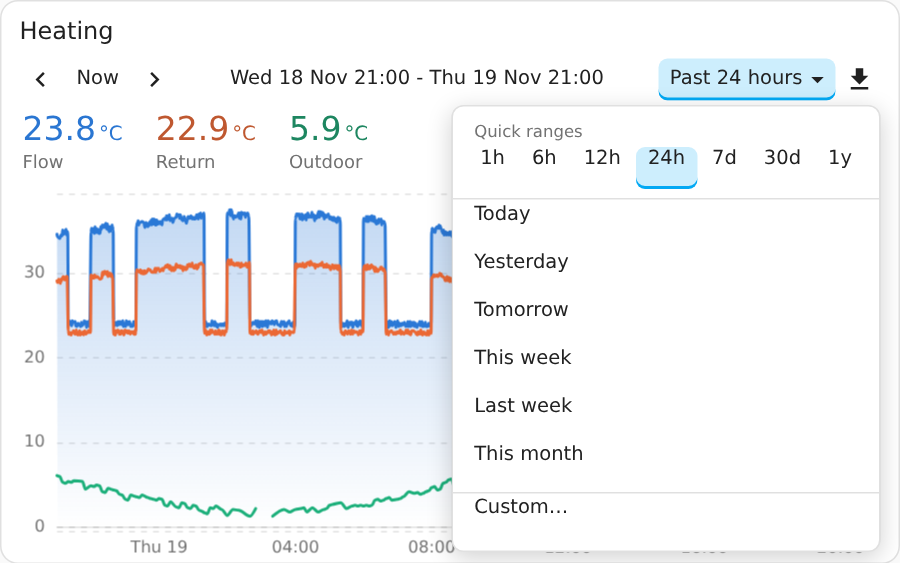 Heating
Now
Wed 18 Nov 21:00 - Thu 19 Nov 21:00
Past 24 hours
23.8 °C
22.9 °C
5.9 °C
Flow
Return
Outdoor
Quick ranges
1h 6h 12h 24h 7d 30d 1y
Today
Yesterday
Tomorrow
This week
Last week
This month
Custom…
30
20
10
0
Thu 19
04:00
08:00